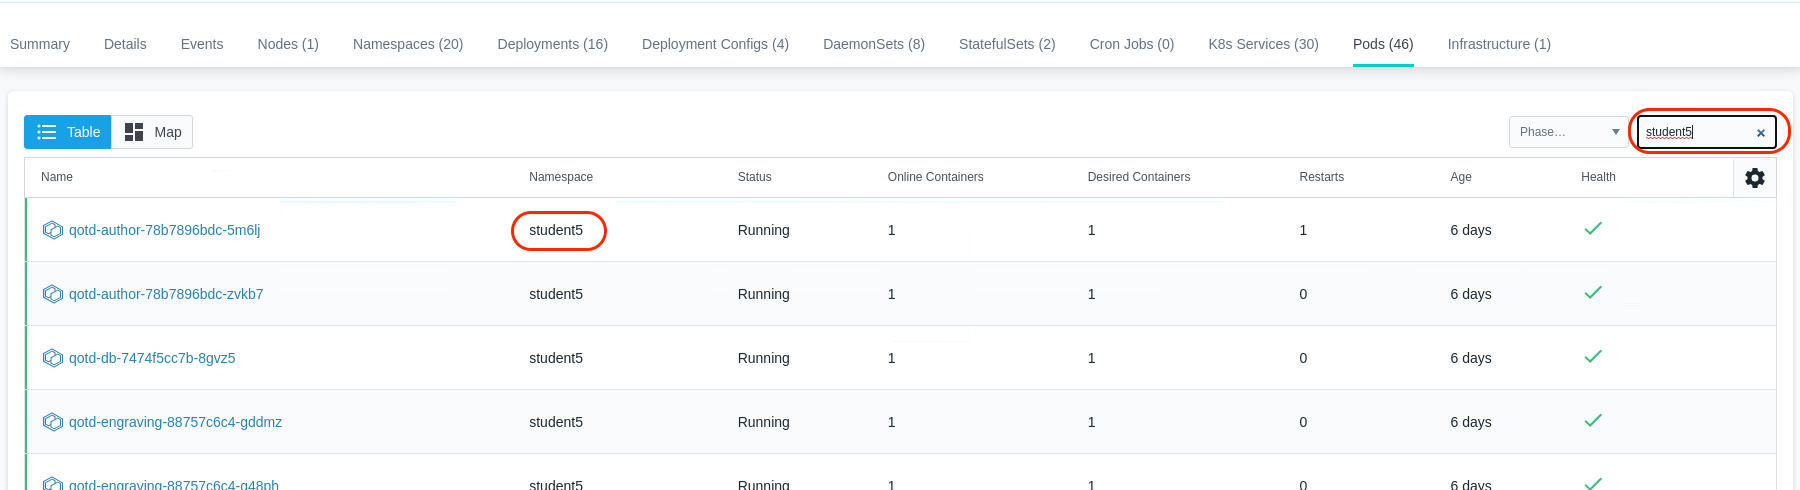 Summary Details Events Nodes (1) Namespaces (20) Deployments (16) Deployment Configs (4) DaemonSets (8) StatefulSets (2) Cron Jobs (0) K8s Services (30) Pods (46) Infrastructure (1)
Table Map Phase... student5
Name Namespace Status Online Containers Desired Containers Restarts Age Health
qotd-author-78b7896bdc-5m6lj student5 Running 1 1 1 6 days
qotd-author-78b7896bdc-zvkb7 student5 Running 1 1 0 6 days
qotd-db-7474f5cc7b-8gvz5 student5 Running 1 1 0 6 days
qotd-engraving-88757c6c4-gddmz student5 Running 1 1 0 6 days
qotd-engraving-88757c6c4-g48ph student5 Running 1 1 0 6 days